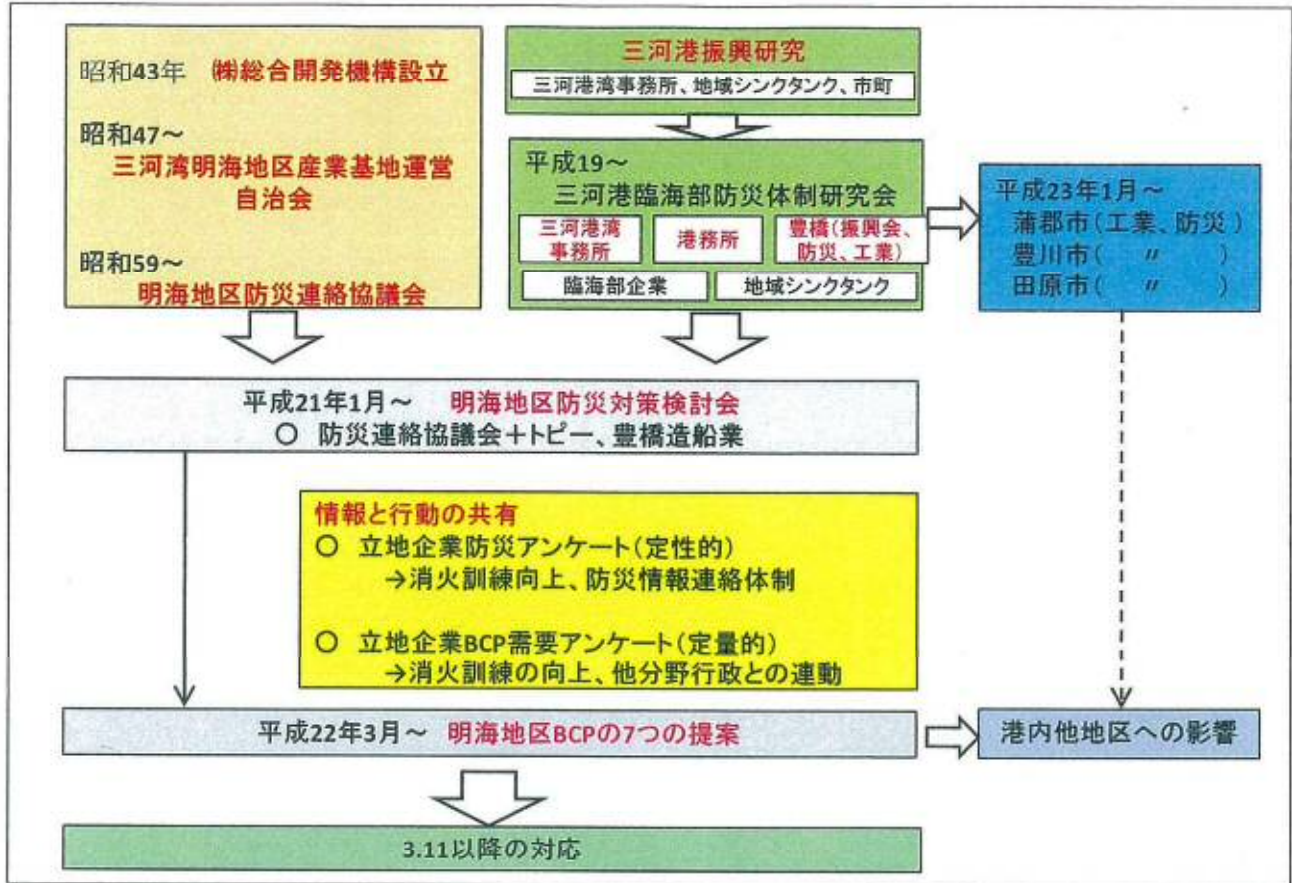 昭和43年 ㈱総合開発機構設立
昭和47～
三河湾明海地区産業基地運営
自治会
昭和59～
明海地区防災連絡協議会
三河港振興研究
三河港湾事務所、地域シンクタンク、市町
平成19～
三河港臨海部防災体制研究会
三河港湾
事務所
港務所
豊橋(振興会、
防災、工業)
臨海部企業
地域シンクタンク
平成23年1月～
蒲郡市(工業、防災)
豊川市( 〃 )
田原市( 〃 )
平成21年1月～ 明海地区防災対策検討会
○ 防災連絡協議会＋トピー、豊橋造船業
情報と行動の共有
○ 立地企業防災アンケート(定性的)
→消火訓練向上、防災情報連絡体制
○ 立地企業BCP需要アンケート(定量的)
→消火訓練の向上、他分野行政との連動
平成22年3月～ 明海地区BCPの7つの提案
港内他地区への影響
3.11以降の対応